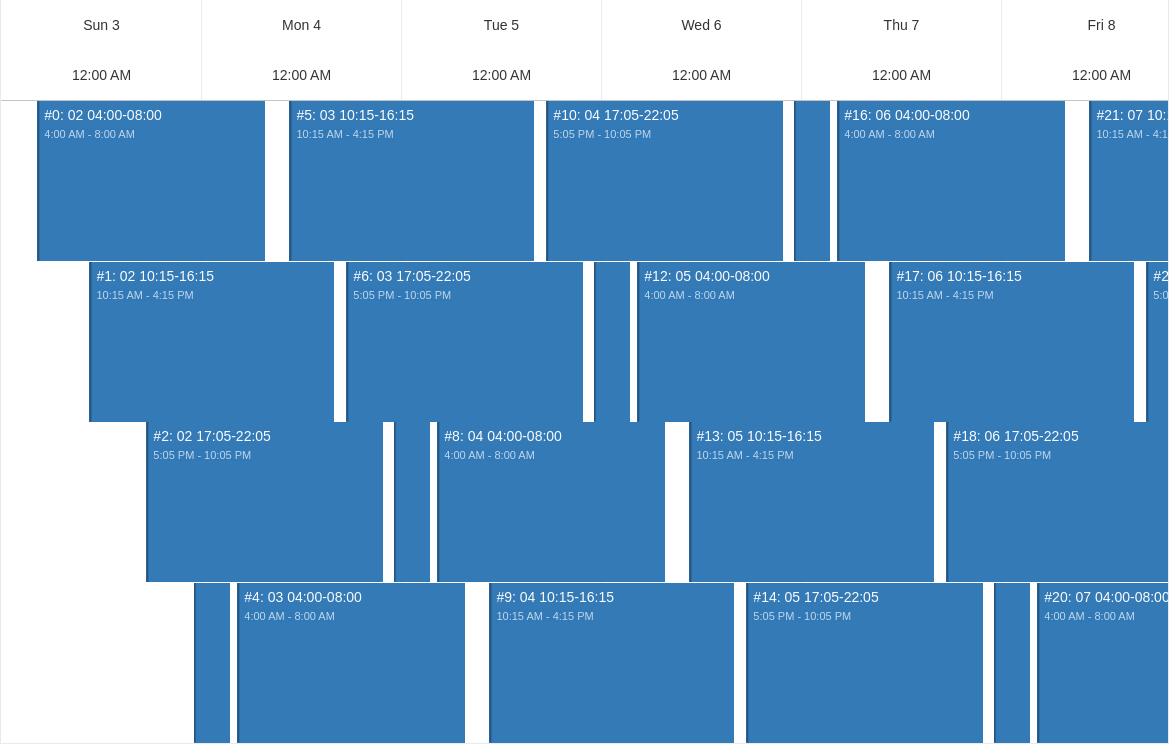 Sun 3 Mon 4 Tue 5 Wed 6 Thu 7 Fri 8
12:00 AM 12:00 AM 12:00 AM 12:00 AM 12:00 AM 12:00 AM
#0: 02 04:00-08:00 #5: 03 10:15-16:15 #10: 04 17:05-22:05 #16: 06 04:00-08:00 #21: 07 10:
4:00 AM - 8:00 AM 10:15 AM - 4:15 PM 5:05 PM - 10:05 PM 4:00 AM - 8:00 AM 10:15 AM - 4:1
#1: 02 10:15-16:15 #6: 03 17:05-22:05 #12: 05 04:00-08:00 #17: 06 10:15-16:15 #2
10:15 AM - 4:15 PM 5:05 PM - 10:05 PM 4:00 AM - 8:00 AM 10:15 AM - 4:15 PM 5:0
#2: 02 17:05-22:05 #8: 04 04:00-08:00 #13: 05 10:15-16:15 #18: 06 17:05-22:05
5:05 PM - 10:05 PM 4:00 AM - 8:00 AM 10:15 AM - 4:15 PM 5:05 PM - 10:05 PM
#4: 03 04:00-08:00 #9: 04 10:15-16:15 #14: 05 17:05-22:05 #20: 07 04:00-08:00
4:00 AM - 8:00 AM 10:15 AM - 4:15 PM 5:05 PM - 10:05 PM 4:00 AM - 8:00 AM